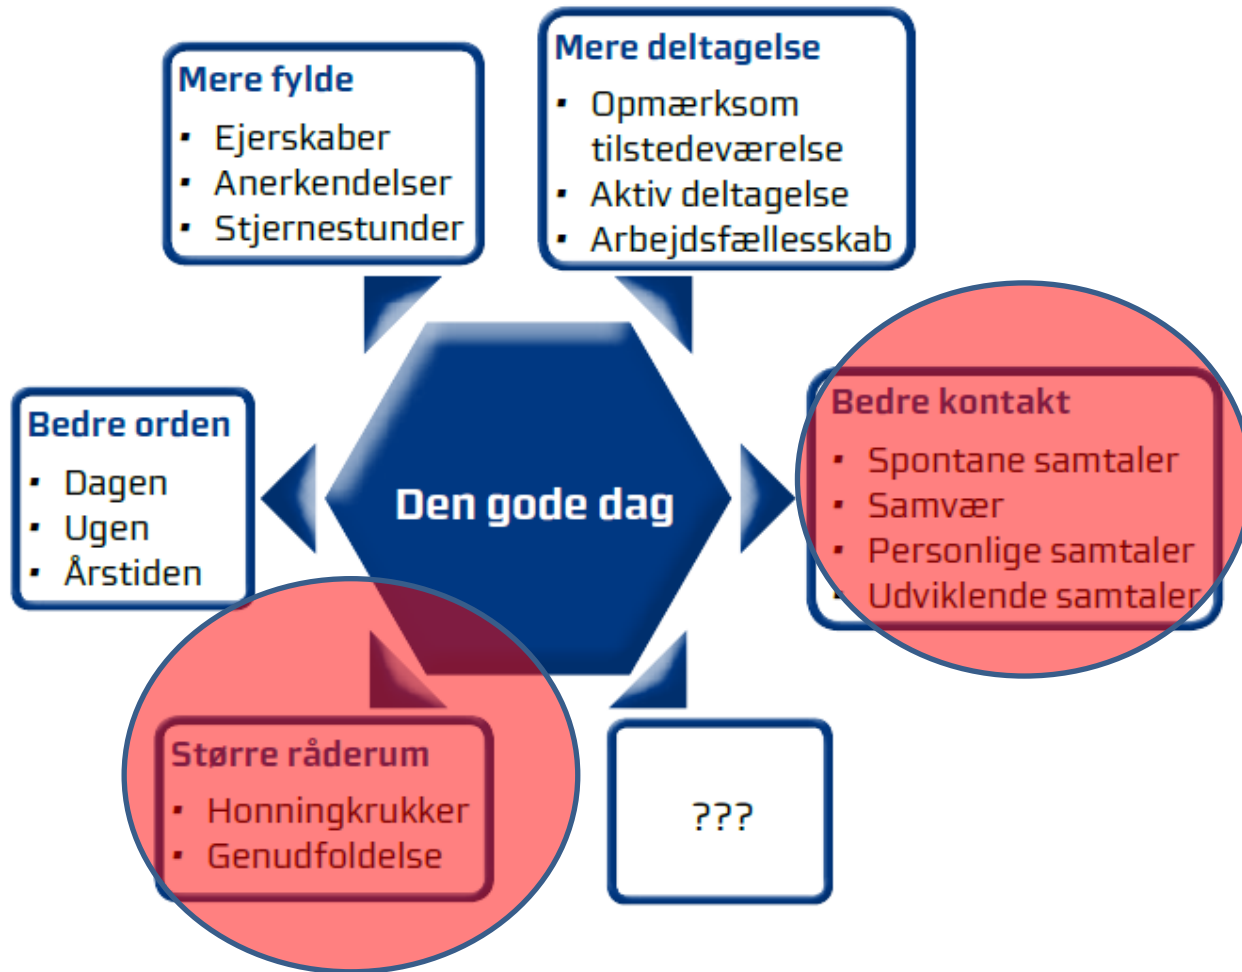 Mere fylde
▪ Ejerskaber
▪ Anerkendelser
▪ Stjernestunder
Mere deltagelse
▪ Opmærksom
tilstedeværelse
▪ Aktiv deltagelse
▪ Arbejdsfællesskab
Bedre orden
▪ Dagen
▪ Ugen
▪ Årstiden
Den gode dag
Bedre kontakt
▪ Spontane samtaler
▪ Samvær
▪ Personlige samtaler
▪ Udviklende samtaler
Større råderum
▪ Honningkrukker
▪ Genudfoldelse
???